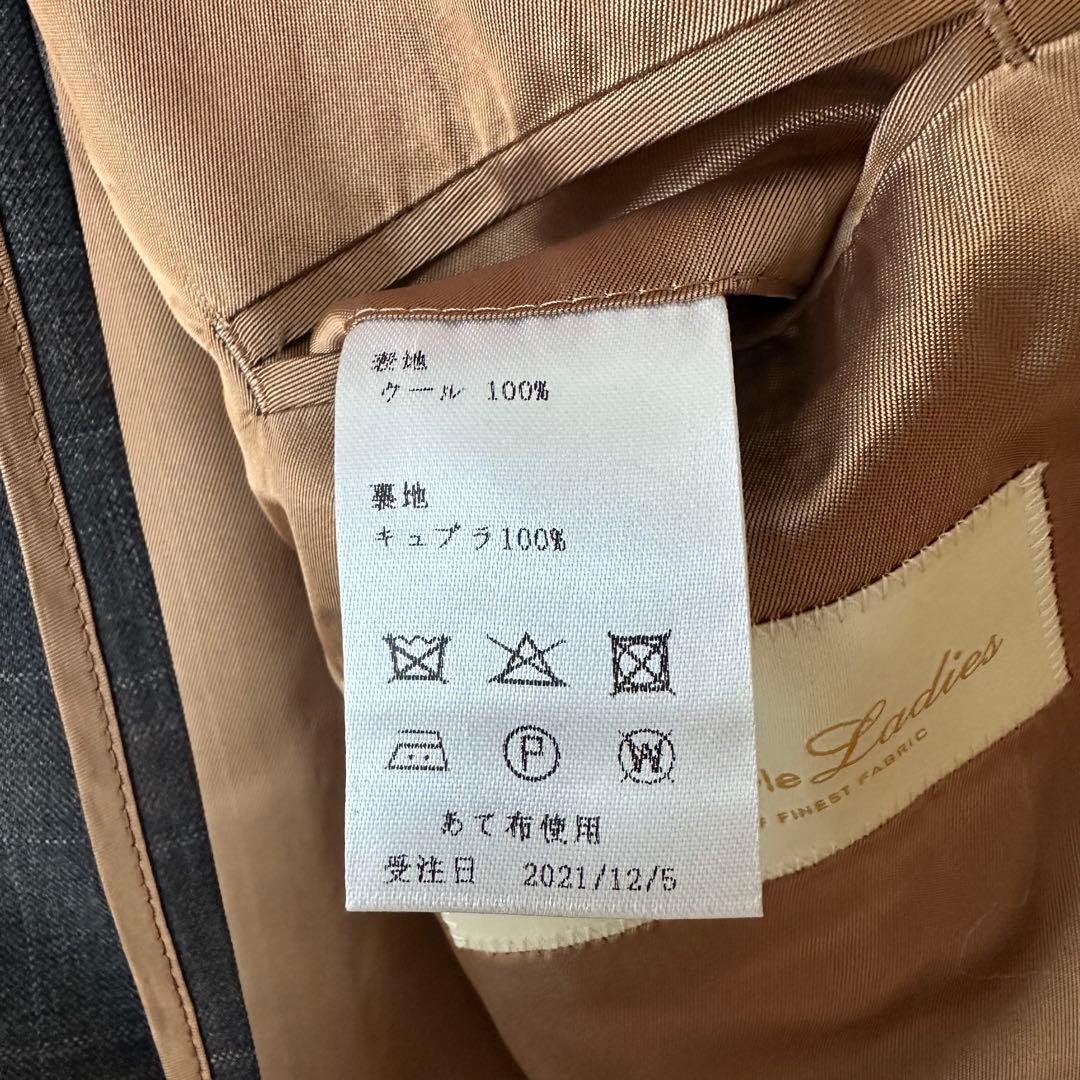 表地
ウール 100%
裏地
キュプラ100%
P
W
あて布使用
受注日 2021/12/5
Ladies
FINEST FABRIC